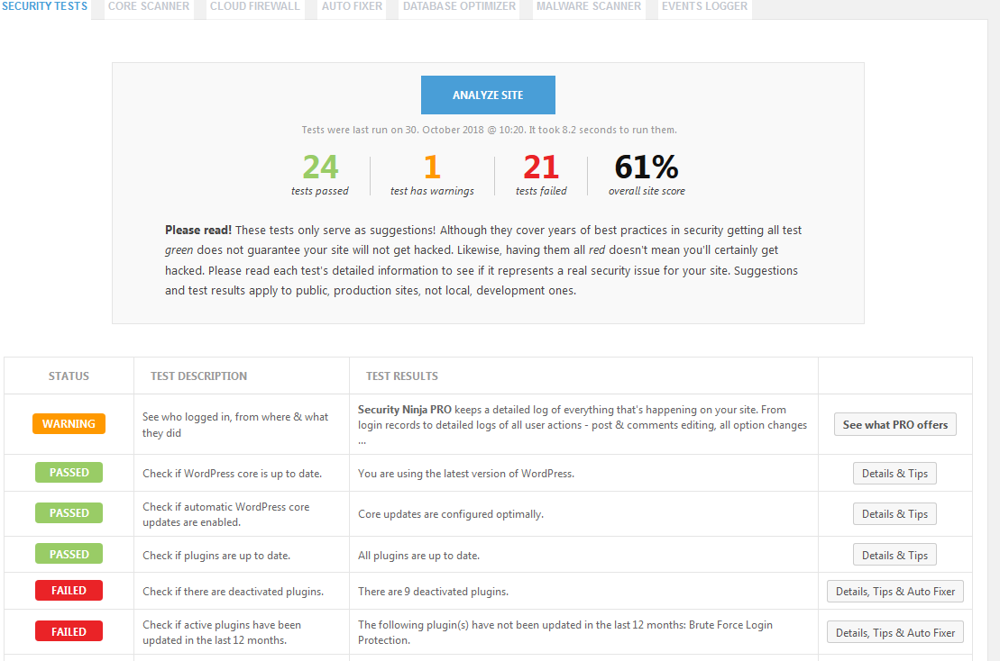 SECURITY TESTS CORE SCANNER CLOUD FIREWALL AUTO FIXER DATABASE OPTIMIZER MALWARE SCANNER EVENTS LOGGER
ANALYZE SITE
Tests were last run on 30. October 2018 @ 10:20. It took 8.2 seconds to run them.
24 1 21 61%
tests passed test has warnings tests failed overall site score
Please read! These tests only serve as suggestions! Although they cover years of best practices in security getting all test
green does not guarantee your site will not get hacked. Likewise, having them all red doesn't mean you'll certainly get
hacked. Please read each test's detailed information to see if it represents a real security issue for your site. Suggestions
and test results apply to public, production sites, not local, development ones.
STATUS TEST DESCRIPTION TEST RESULTS
WARNING
See who logged in, from where & what
they did
Security Ninja PRO keeps a detailed log of everything that's happening on your site. From
login records to detailed logs of all user actions - post & comments editing, all option changes
...
See what PRO offers
PASSED
Check if WordPress core is up to date.
You are using the latest version of WordPress.
Details & Tips
PASSED
Check if automatic WordPress core
updates are enabled.
Core updates are configured optimally.
Details & Tips
PASSED
Check if plugins are up to date.
All plugins are up to date.
Details & Tips
FAILED
Check if there are deactivated plugins.
There are 9 deactivated plugins.
Details, Tips & Auto Fixer
FAILED
Check if active plugins have been
updated in the last 12 months.
The following plugin(s) have not been updated in the last 12 months: Brute Force Login
Protection.
Details, Tips & Auto Fixer